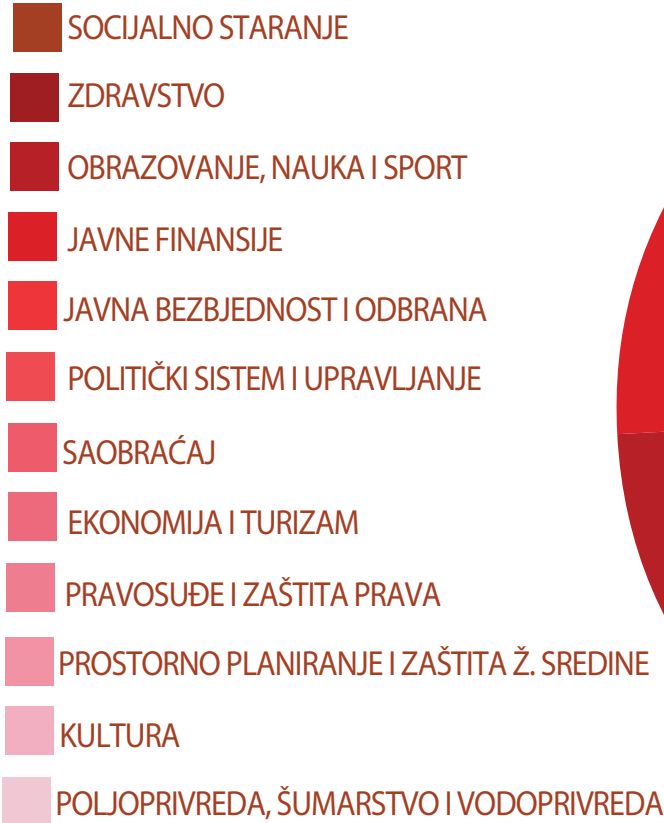 SOCIJALNO STARANJE
ZDRAVSTVO
OBRAZOVANJE, NAUKA I SPORT
JAVNE FINANSIJE
JAVNA BEZBJEDNOST I ODBRANA
POLITIČKI SISTEM I UPRAVLJANJE
SAOBRAĆAJ
EKONOMIJA I TURIZAM
PRAVOSUĐE I ZAŠTITA PRAVA
PROSTORNO PLANIRANJE I ZAŠTITA Ž. SREDINE
KULTURA
POLJOPRIVREDA, ŠUMARSTVO I VODOPRIVREDA